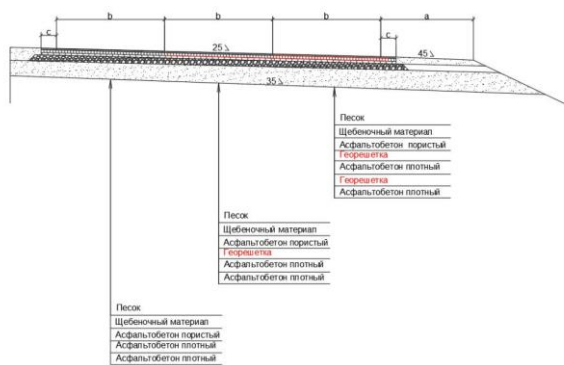 b
b
b
a
c
c
25
45
35
Песок
Щебеночный материал
Асфальтобетон пористый
Георешетка
Асфальтобетон плотный
Георешетка
Асфальтобетон плотный
Песок
Щебеночный материал
Асфальтобетон пористый
Георешетка
Асфальтобетон плотный
Асфальтобетон плотный
Песок
Щебеночный материал
Асфальтобетон пористый
Асфальтобетон плотный
Асфальтобетон плотный